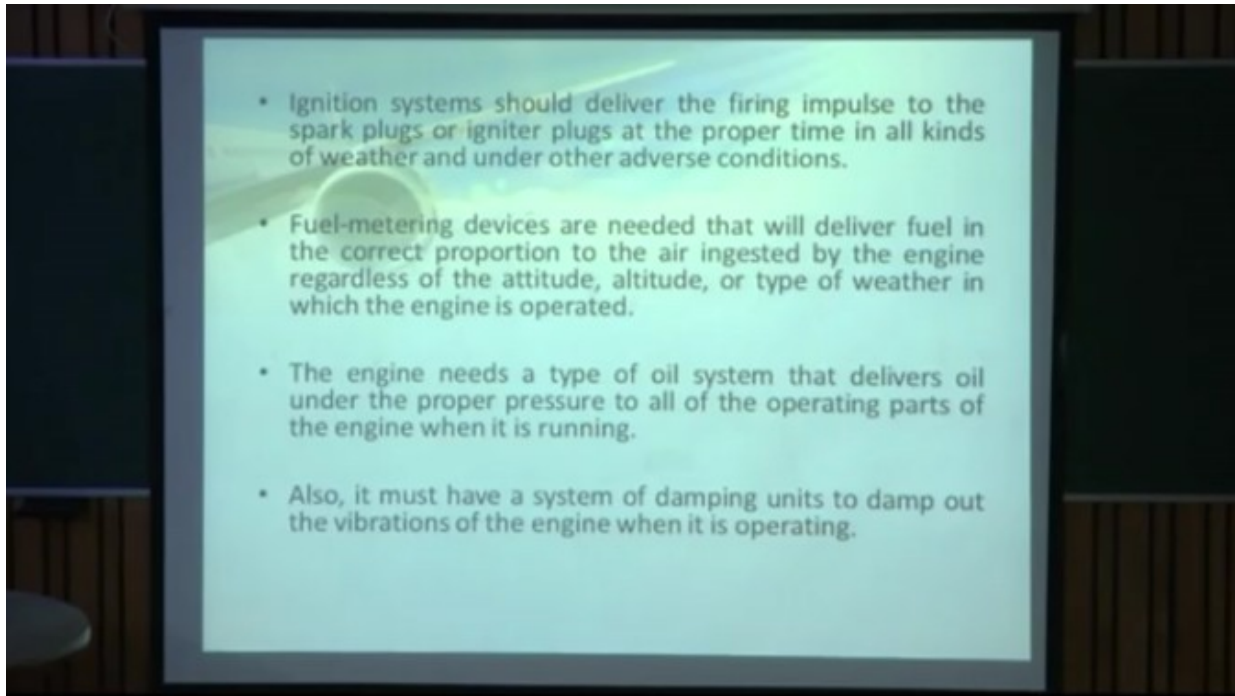 • Ignition systems should deliver the firing impulse to the
spark plugs or igniter plugs at the proper time in all kinds
of weather and under other adverse conditions.
• Fuel-metering devices are needed that will deliver fuel in
the correct proportion to the air ingested by the engine
regardless of the attitude, altitude, or type of weather in
which the engine is operated.
• The engine needs a type of oil system that delivers oil
under the proper pressure to all of the operating parts of
the engine when it is running.
• Also, it must have a system of damping units to damp out
the vibrations of the engine when it is operating.